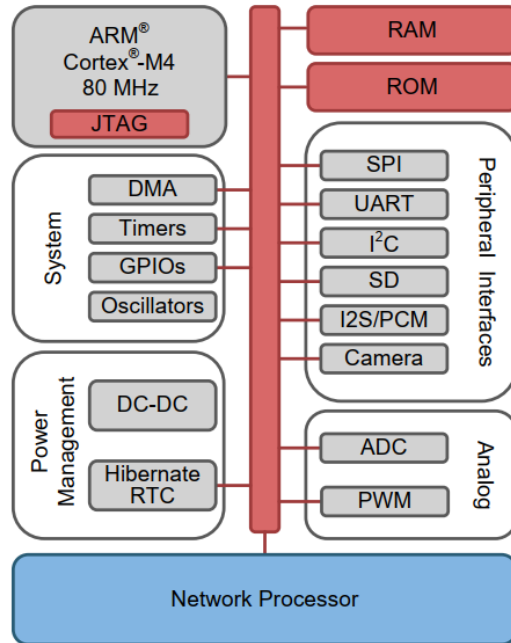 ARM®
Cortex®-M4
80 MHz
JTAG
RAM
ROM
System
DMA
Timers
GPIOs
Oscillators
Peripheral Interfaces
SPI
UART
I²C
SD
I2S/PCM
Camera
Power
Management
DC-DC
Hibernate
RTC
Analog
ADC
PWM
Network Processor